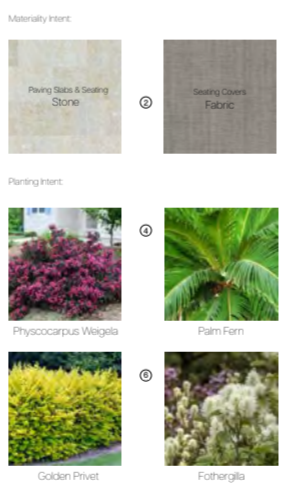 Materiality Intent:
Paving Slabs & Seating
Stone
2
Seating Covers
Fabric
Planting Intent:
4
Physcocarpus Weigela
Palm Fern
6
Golden Privet
Fothergilla